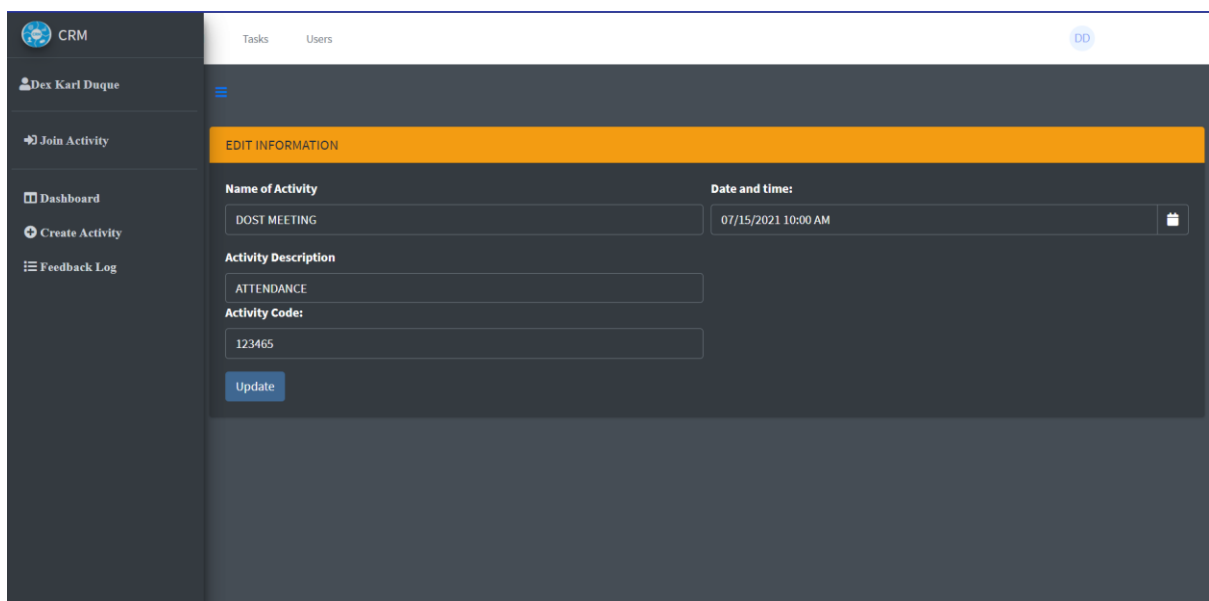 CRM
Tasks Users DD
Dex Karl Duque
Join Activity
Dashboard
Create Activity
Feedback Log
EDIT INFORMATION
Name of Activity
DOST MEETING
Date and time:
07/15/2021 10:00 AM
Activity Description
ATTENDANCE
Activity Code:
123465
Update